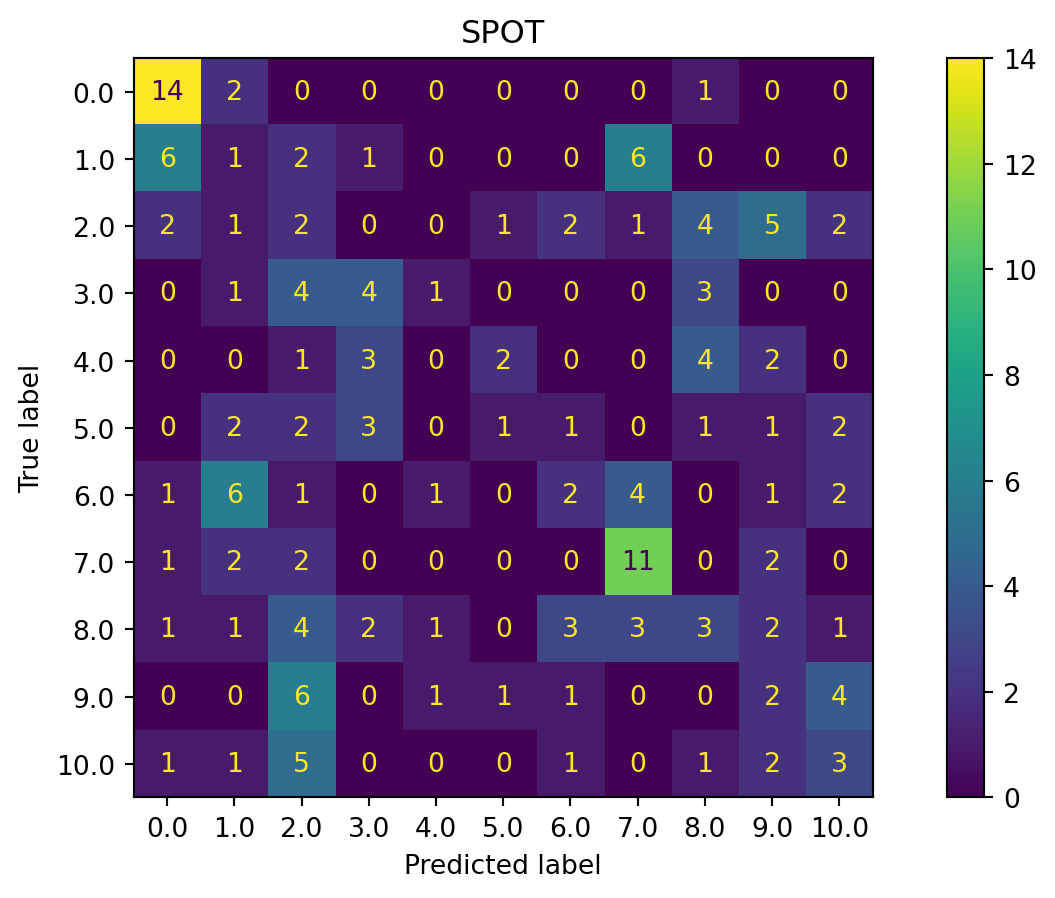 SPOT
14
0.0 14 2 0 0 0 0 0 0 1 0 0
1.0 6 1 2 1 0 0 0 6 0 0 0
12
2.0 2 1 2 0 0 1 2 1 4 5 2
10
3.0 0 1 4 4 1 0 0 0 3 0 0
4.0 0 0 1 3 0 2 0 0 4 2 0
8
True label
5.0 0 2 2 3 0 1 1 0 1 1 2
6.0 1 6 1 0 1 0 2 4 0 1 2
6
7.0 1 2 2 0 0 0 0 11 0 2 0
4
8.0 1 1 4 2 1 0 3 3 3 2 1
9.0 0 0 6 0 1 1 1 0 0 2 4
2
10.0 1 1 5 0 0 0 1 0 1 2 3
0
0.0 1.0 2.0 3.0 4.0 5.0 6.0 7.0 8.0 9.0 10.0
Predicted label